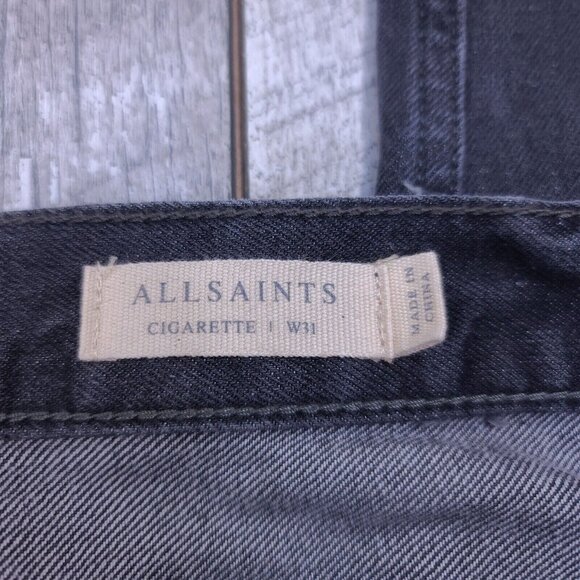 ALLSAINTS
CIGARETTE | W31
MADE IN
CHINA